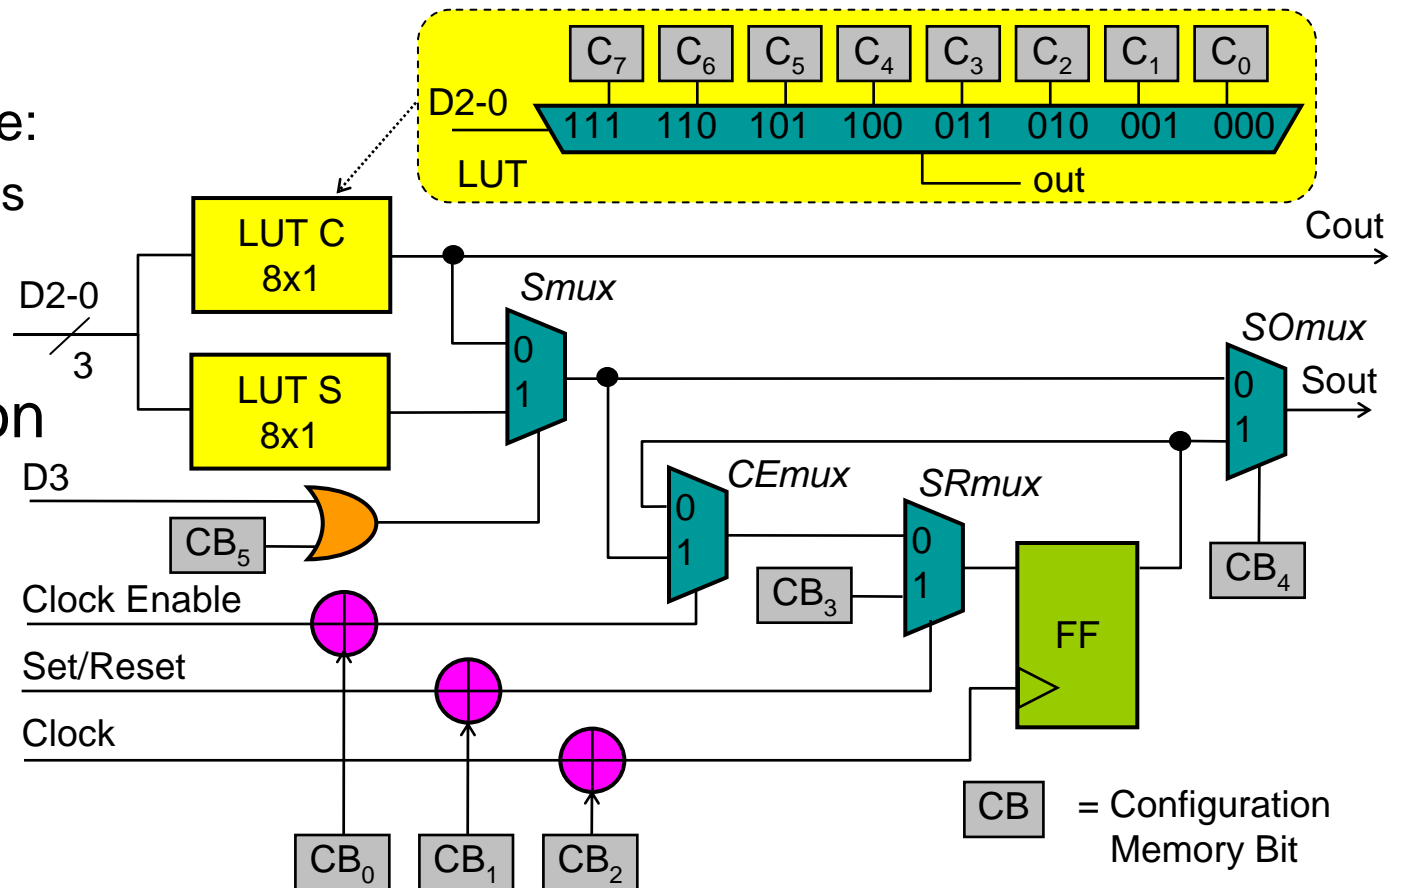 C7 C6 C5 C4 C3 C2 C1 C0
D2-0
111 110 101 100 011 010 001 000
e:
LUT
out
s
LUT C
8x1
Cout
D2-0
3
Smux
0
1
SOmux
0
1
Sout
LUT S
8x1
on
D3
CB5
CEmux
0
1
SRmux
0
1
CB3
CB4
Clock Enable
FF
Set/Reset
Clock
CB0 CB1 CB2
CB = Configuration
Memory Bit